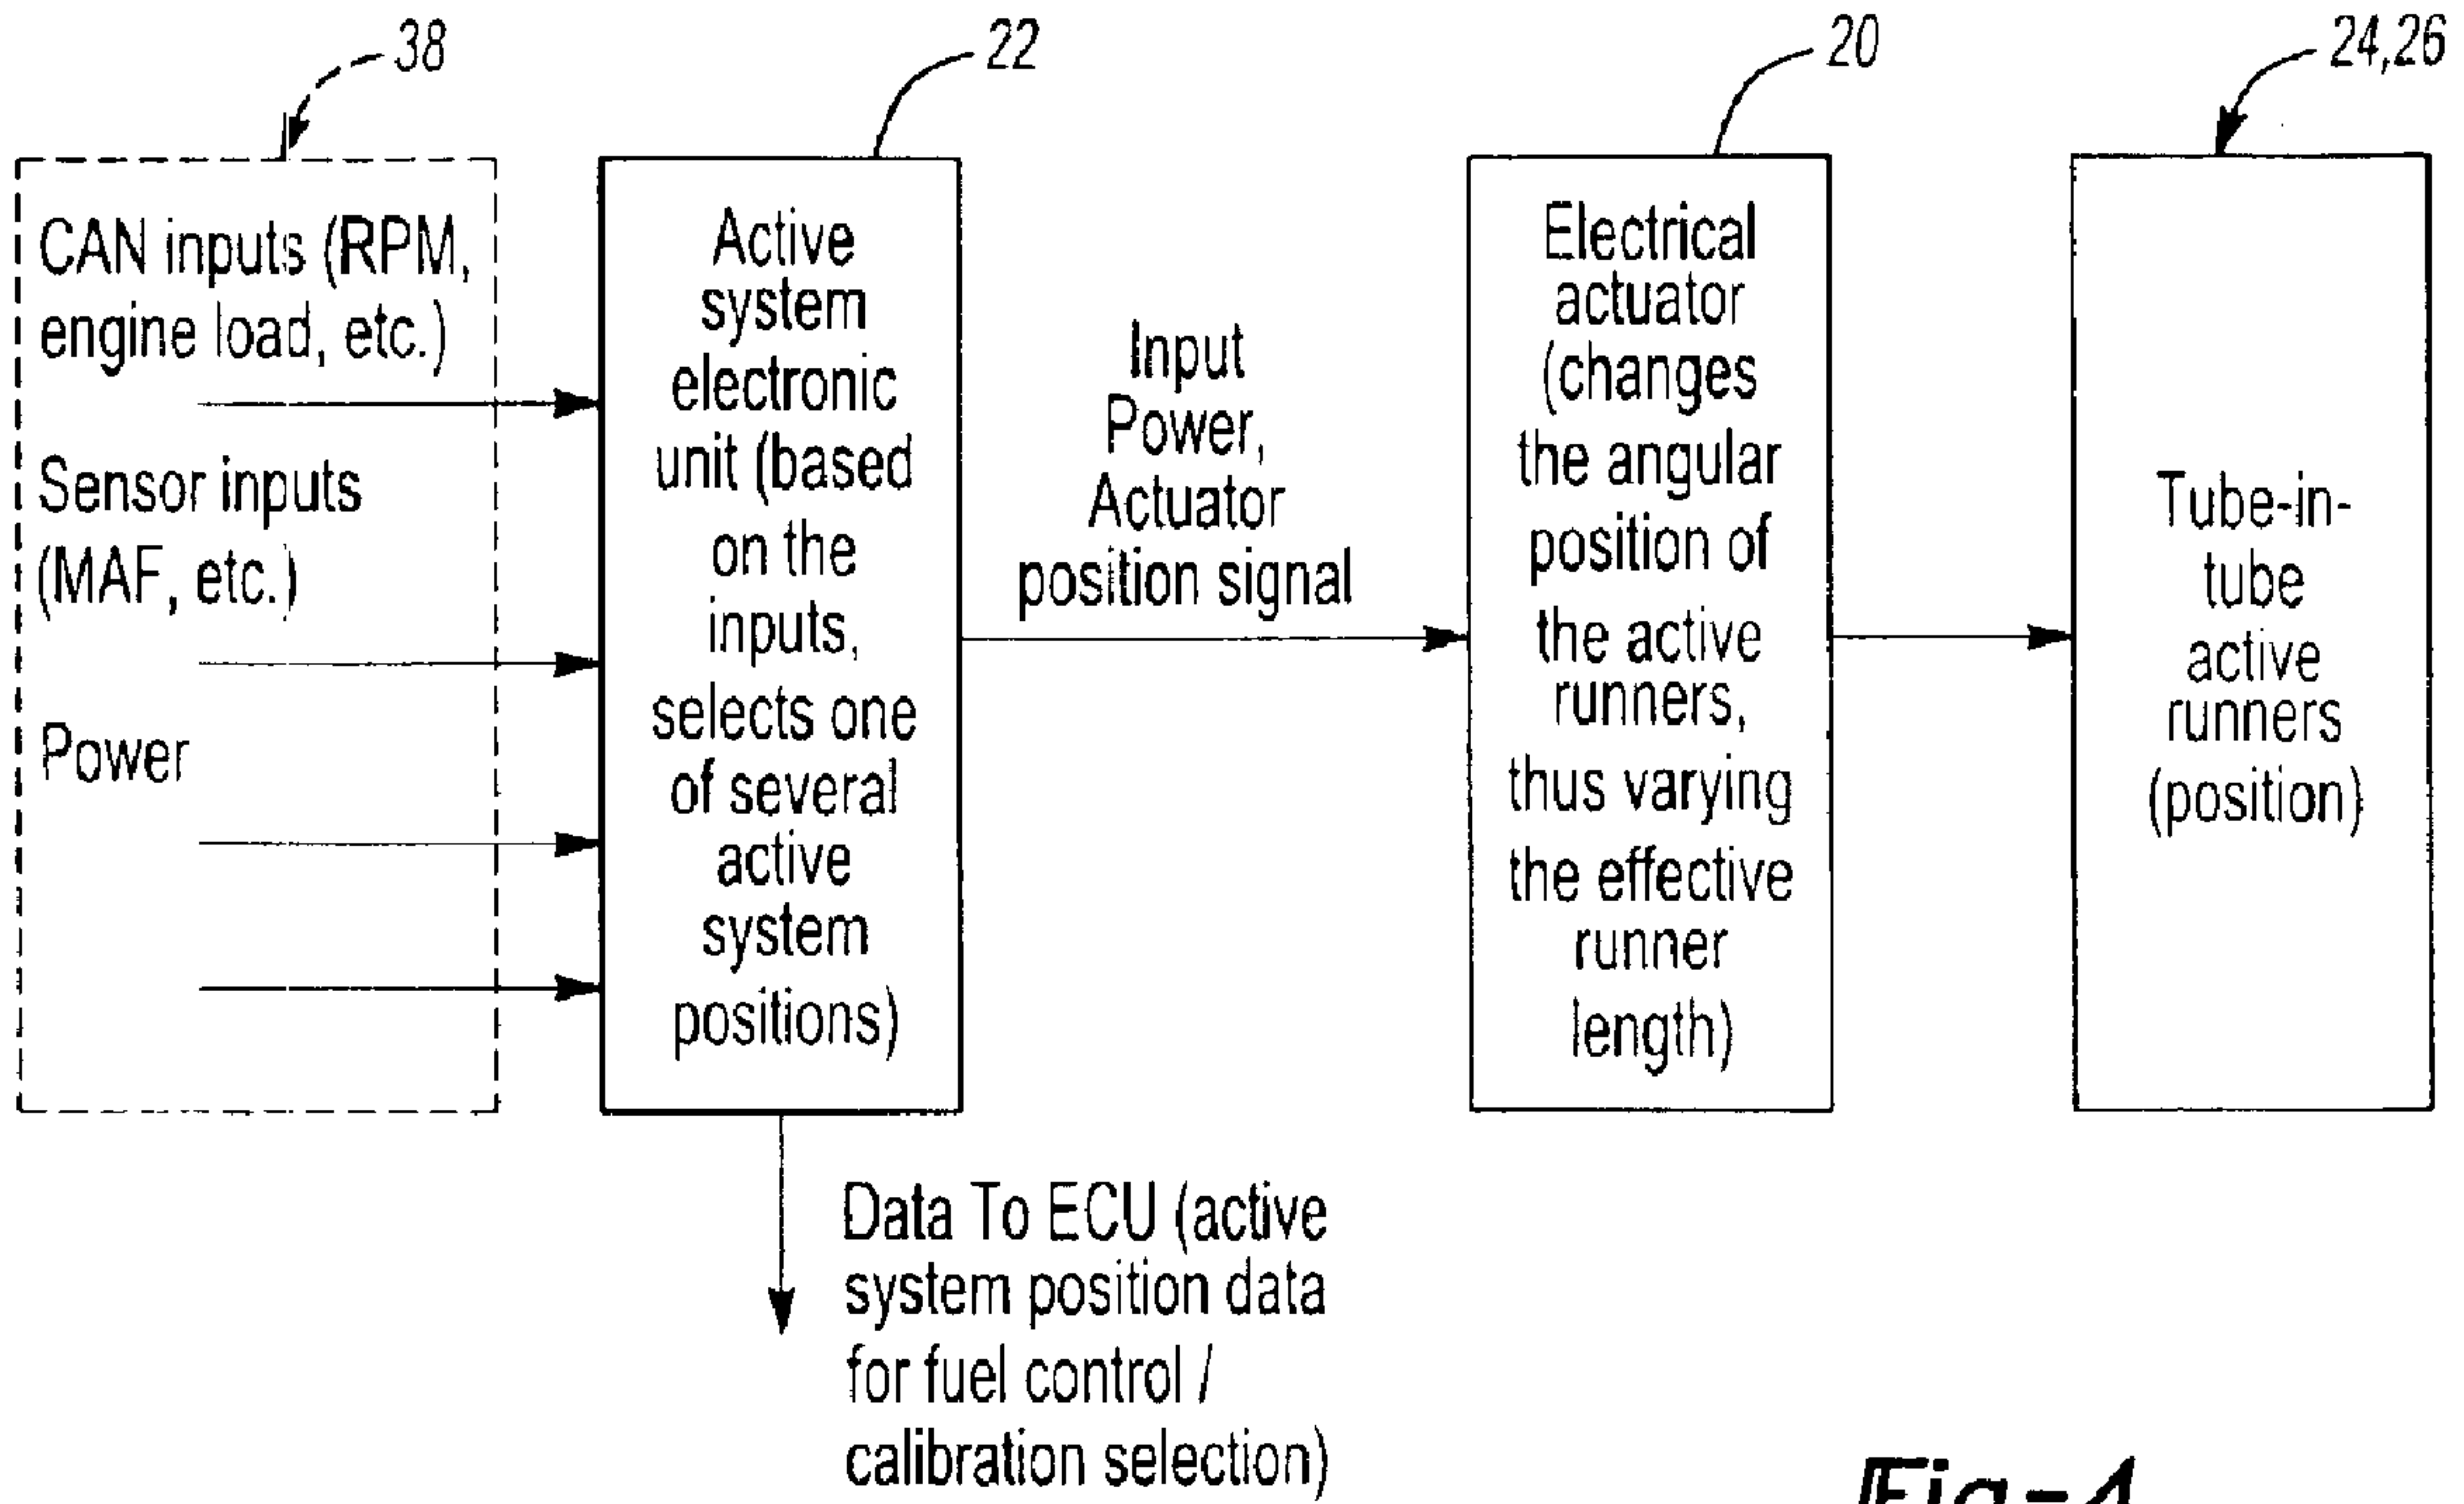 38
22
20
24,26
CAN inputs (RPM,
engine load, etc.)
Sensor inputs
(MAF, etc.)
Power
Active
system
electronic
unit (based
on the
inputs,
selects one
of several
active
system
positions)
Input
Power,
Actuator
position signal
Electrical
actuator
(changes
the angular
position of
the active
runners,
thus varying
the effective
runner
length)
Tube-in-
tube
active
runners
(position)
Data To ECU (active
system position data
for fuel control /
calibration selection)
Fig-4